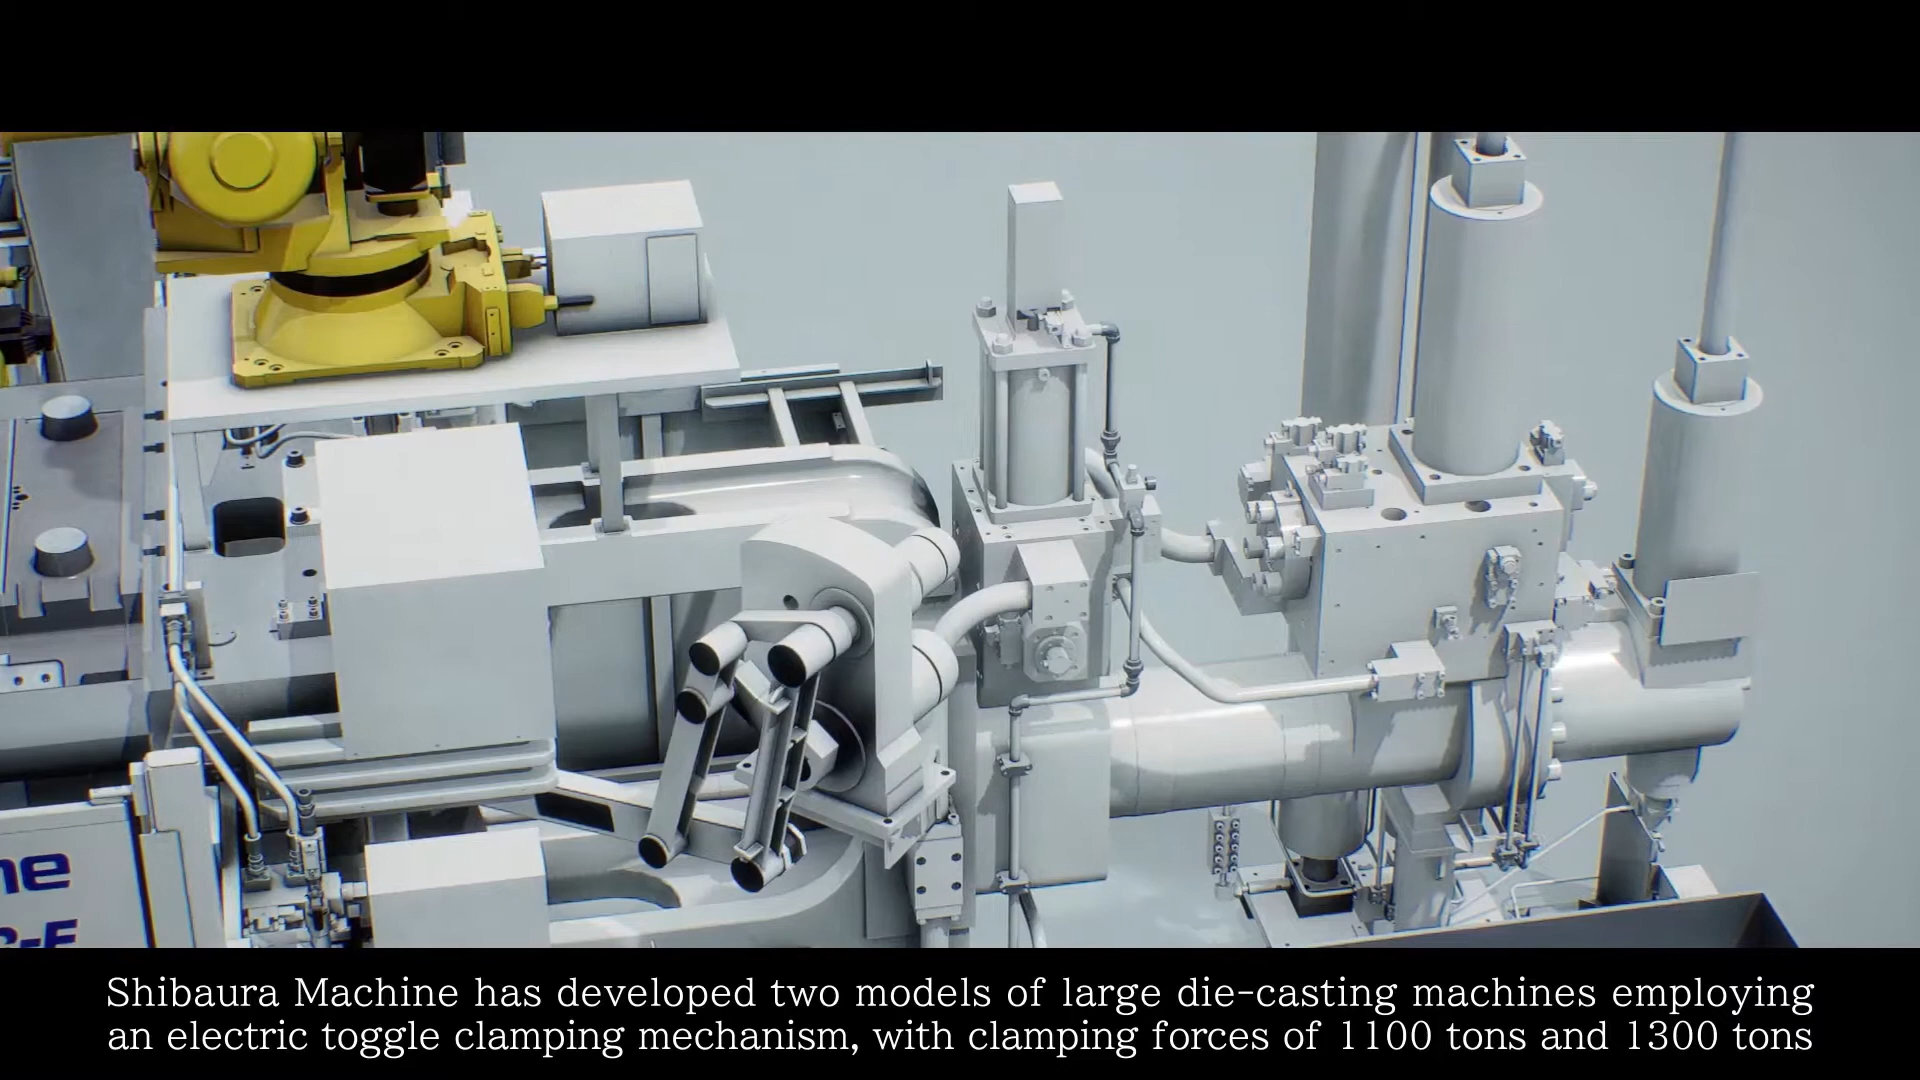 ne
-F
Shibaura Machine has developed two models of large die-casting machines employing
an electric toggle clamping mechanism, with clamping forces of 1100 tons and 1300 tons